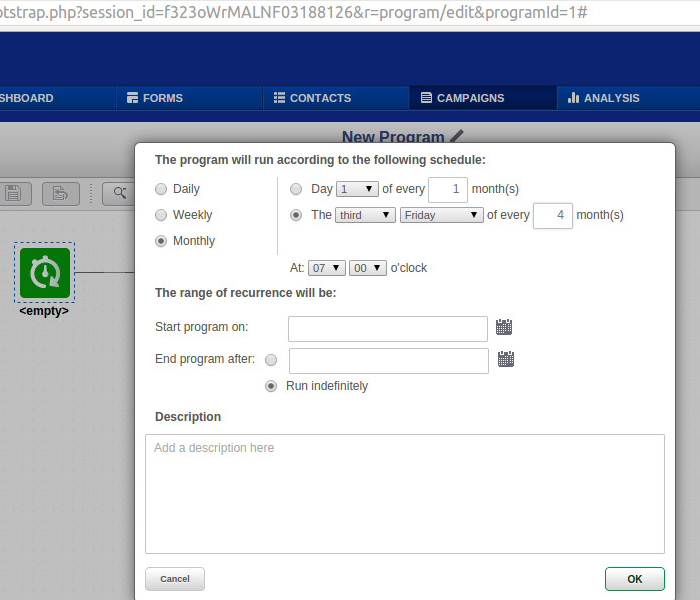 otstrap.php?session_id=f323oWrMALNF03188126&r=program/edit&programId=1#
SHBOARD FORMS CONTACTS CAMPAIGNS ANALYSIS
New Program
The program will run according to the following schedule:
Daily
Day 1 of every 1 month(s)
Weekly
The third Friday of every 4 month(s)
Monthly
At: 07 00 o'clock
<empty>
The range of recurrence will be:
Start program on:
End program after:
Run indefinitely
Description
Add a description here
Cancel OK